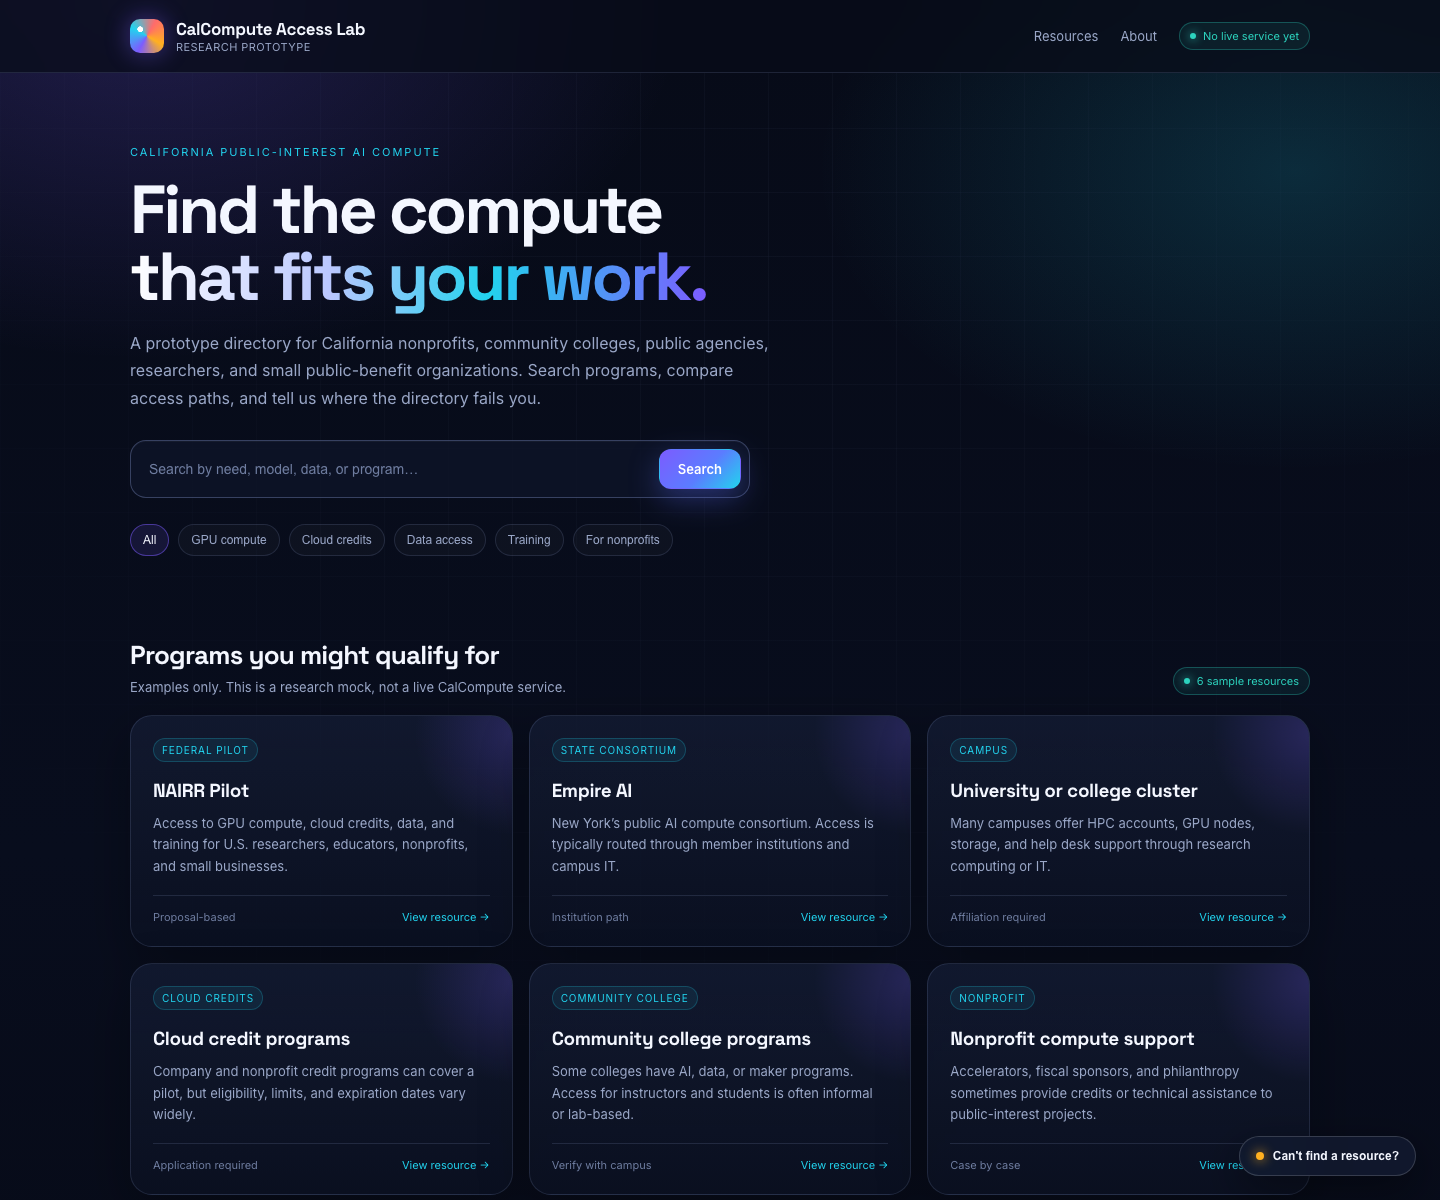 CalCompute Access Lab
RESEARCH PROTOTYPE
Resources
About
No live service yet
CALIFORNIA PUBLIC-INTEREST AI COMPUTE
Find the compute
that fits your work.
A prototype directory for California nonprofits, community colleges, public agencies,
researchers, and small public-benefit organizations. Search programs, compare
access paths, and tell us where the directory fails you.
Search by need, model, data, or program…
Search
All
GPU compute
Cloud credits
Data access
Training
For nonprofits
Programs you might qualify for
Examples only. This is a research mock, not a live CalCompute service.
6 sample resources
FEDERAL PILOT
NAIRR Pilot
Access to GPU compute, cloud credits, data, and
training for U.S. researchers, educators, nonprofits,
and small businesses.
Proposal-based
View resource →
STATE CONSORTIUM
Empire AI
New York’s public AI compute consortium. Access is
typically routed through member institutions and
campus IT.
Institution path
View resource →
CAMPUS
University or college cluster
Many campuses offer HPC accounts, GPU nodes,
storage, and help desk support through research
computing or IT.
Affiliation required
View resource →
CLOUD CREDITS
Cloud credit programs
Company and nonprofit credit programs can cover a
pilot, but eligibility, limits, and expiration dates vary
widely.
Application required
View resource →
COMMUNITY COLLEGE
Community college programs
Some colleges have AI, data, or maker programs.
Access for instructors and students is often informal
or lab-based.
Verify with campus
View resource →
NONPROFIT
Nonprofit compute support
Accelerators, fiscal sponsors, and philanthropy
sometimes provide credits or technical assistance to
public-interest projects.
Case by case
View
Can't find a resource?